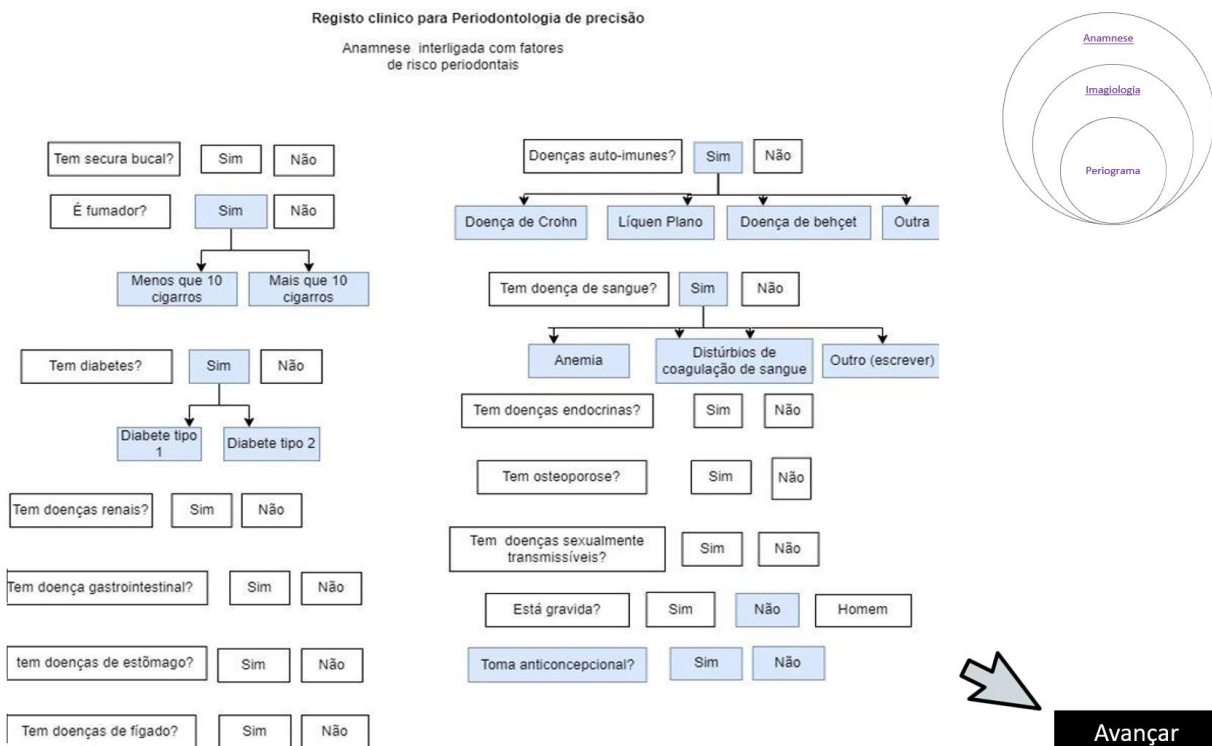 Registo clinico para Periodontologia de precisão
Anamnese interligada com fatores
de risco periodontais
Anamnese
Imagiologia
Periograma
Tem secura bucal? Sim Não
É fumador? Sim Não
Menos que 10
cigarros
Mais que 10
cigarros
Tem diabetes? Sim Não
Diabete tipo
1
Diabete tipo 2
Tem doenças renais? Sim Não
Tem doença gastrointestinal? Sim Não
tem doenças de estõmago? Sim Não
Tem doenças de fígado? Sim Não
Doenças auto-imunes? Sim Não
Doença de Crohn Líquen Plano Doença de behçet Outra
Tem doença de sangue? Sim Não
Anemia
Distúrbios de
coagulação de sangue
Outro (escrever)
Tem doenças endocrinas? Sim Não
Tem osteoporose? Sim Não
Tem doenças sexualmente
transmissíveis?
Sim Não
Está gravida? Sim Não Homem
Toma anticoncepcional? Sim Não
Avançar